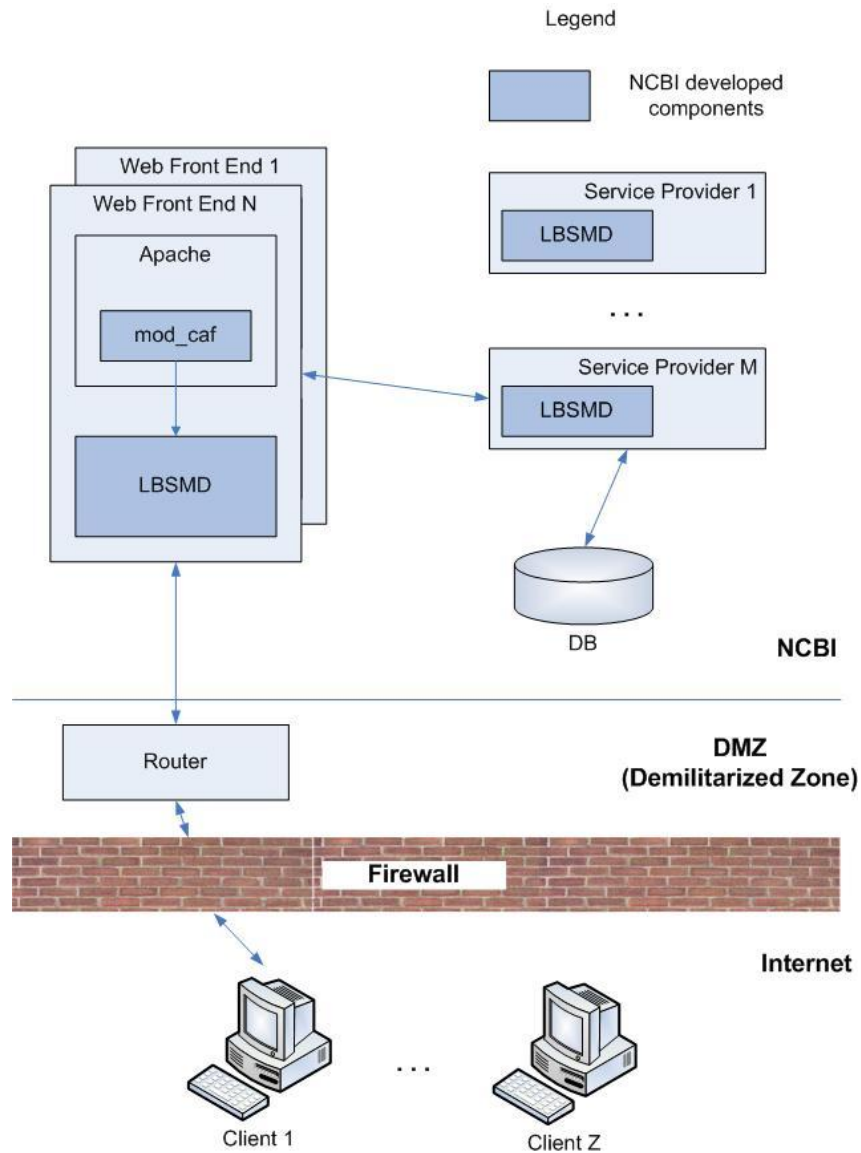 Legend
NCBI developed
components
Web Front End 1
Web Front End N
Apache
mod_caf
LBSMD
Service Provider 1
LBSMD
...
Service Provider M
LBSMD
DB
NCBI
Router
DMZ
(Demilitarized Zone)
Firewall
Internet
...
Client 1
Client Z